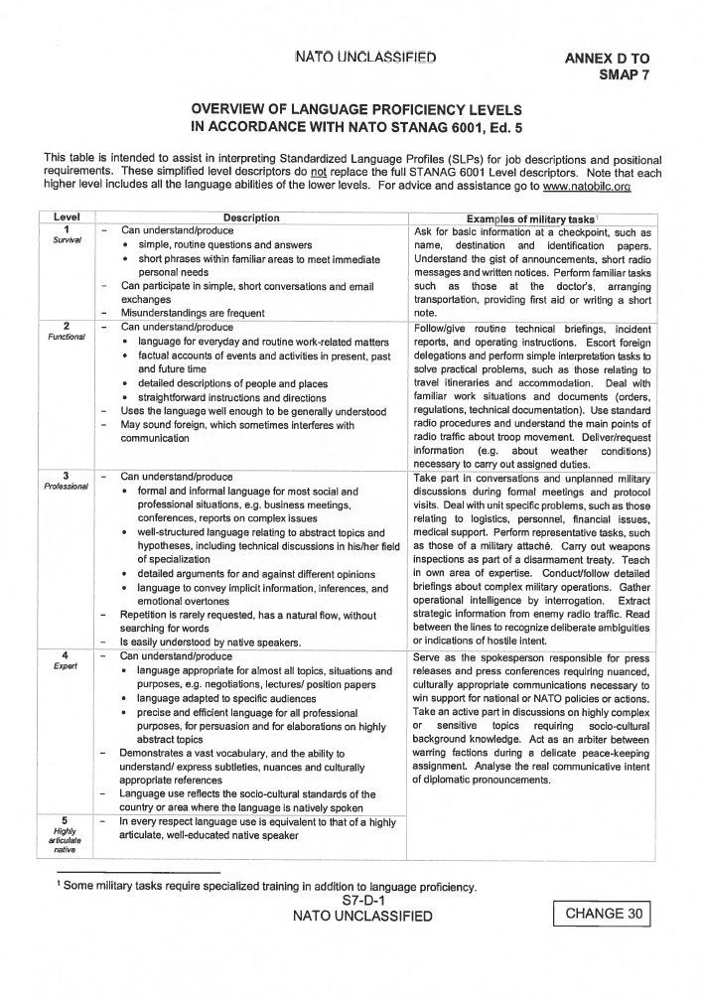 NATO UNCLASSIFIED
ANNEX D TO
SMAP 7
OVERVIEW OF LANGUAGE PROFICIENCY LEVELS
IN ACCORDANCE WITH NATO STANAG 6001, Ed. 5
This table is intended to assist in interpreting Standardized Language Profiles (SLPs) for job descriptions and positional
requirements. These simplified level descriptors do not replace the full STANAG 6001 Level descriptors. Note that each
higher level includes all the language abilities of the lower levels. For advice and assistance go to www.natobilc.org
Level
Description
Examples of military tasks¹
1
Survival
– Can understand/produce
• simple, routine questions and answers
• short phrases within familiar areas to meet immediate
personal needs
– Can participate in simple, short conversations and email
exchanges
– Misunderstandings are frequent
Ask for basic information at a checkpoint, such as
name, destination and identification papers.
Understand the gist of announcements, short radio
messages and written notices. Perform familiar tasks
such as those at the doctor's, arranging
transportation, providing first aid or writing a short
note.
2
Functional
– Can understand/produce
• language for everyday and routine work-related matters
• factual accounts of events and activities in present, past
and future time
• detailed descriptions of people and places
• straightforward instructions and directions
– Uses the language well enough to be generally understood
– May sound foreign, which sometimes interferes with
communication
Follow/give routine technical briefings, incident
reports, and operating instructions. Escort foreign
delegations and perform simple interpretation tasks to
solve practical problems, such as those relating to
travel itineraries and accommodation. Deal with
familiar work situations and documents (orders,
regulations, technical documentation). Use standard
radio procedures and understand the main points of
radio traffic about troop movement. Deliver/request
information (e.g. about weather conditions)
necessary to carry out assigned duties.
3
Professional
– Can understand/produce
• formal and informal language for most social and
professional situations, e.g. business meetings,
conferences, reports on complex issues
• well-structured language relating to abstract topics and
hypotheses, including technical discussions in his/her field
of specialization
• detailed arguments for and against different opinions
• language to convey implicit information, inferences, and
emotional overtones
– Repetition is rarely requested, has a natural flow, without
searching for words
– Is easily understood by native speakers.
Take part in conversations and unplanned military
discussions during formal meetings and protocol
visits. Deal with unit specific problems, such as those
relating to logistics, personnel, financial issues,
medical support. Perform representative tasks, such
as those of a military attaché. Carry out weapons
inspections as part of a disarmament treaty. Teach
in own area of expertise. Conduct/follow detailed
briefings about complex military operations. Gather
operational intelligence by interrogation. Extract
strategic information from enemy radio traffic. Read
between the lines to recognize deliberate ambiguities
or indications of hostile intent.
4
Expert
– Can understand/produce
• language appropriate for almost all topics, situations and
purposes, e.g. negotiations, lectures/ position papers
• language adapted to specific audiences
• precise and efficient language for all professional
purposes, for persuasion and for elaborations on highly
abstract topics
– Demonstrates a vast vocabulary, and the ability to
understand/ express subtleties, nuances and culturally
appropriate references
– Language use reflects the socio-cultural standards of the
country or area where the language is natively spoken
Serve as the spokesperson responsible for press
releases and press conferences requiring nuanced,
culturally appropriate communications necessary to
win support for national or NATO policies or actions.
Take an active part in discussions on highly complex
or sensitive topics requiring socio-cultural
background knowledge. Act as an arbiter between
warring factions during a delicate peace-keeping
assignment. Analyse the real communicative intent
of diplomatic pronouncements.
5
Highly
articulate
native
– In every respect language use is equivalent to that of a highly
articulate, well-educated native speaker
¹ Some military tasks require specialized training in addition to language proficiency.
S7-D-1
NATO UNCLASSIFIED
CHANGE 30